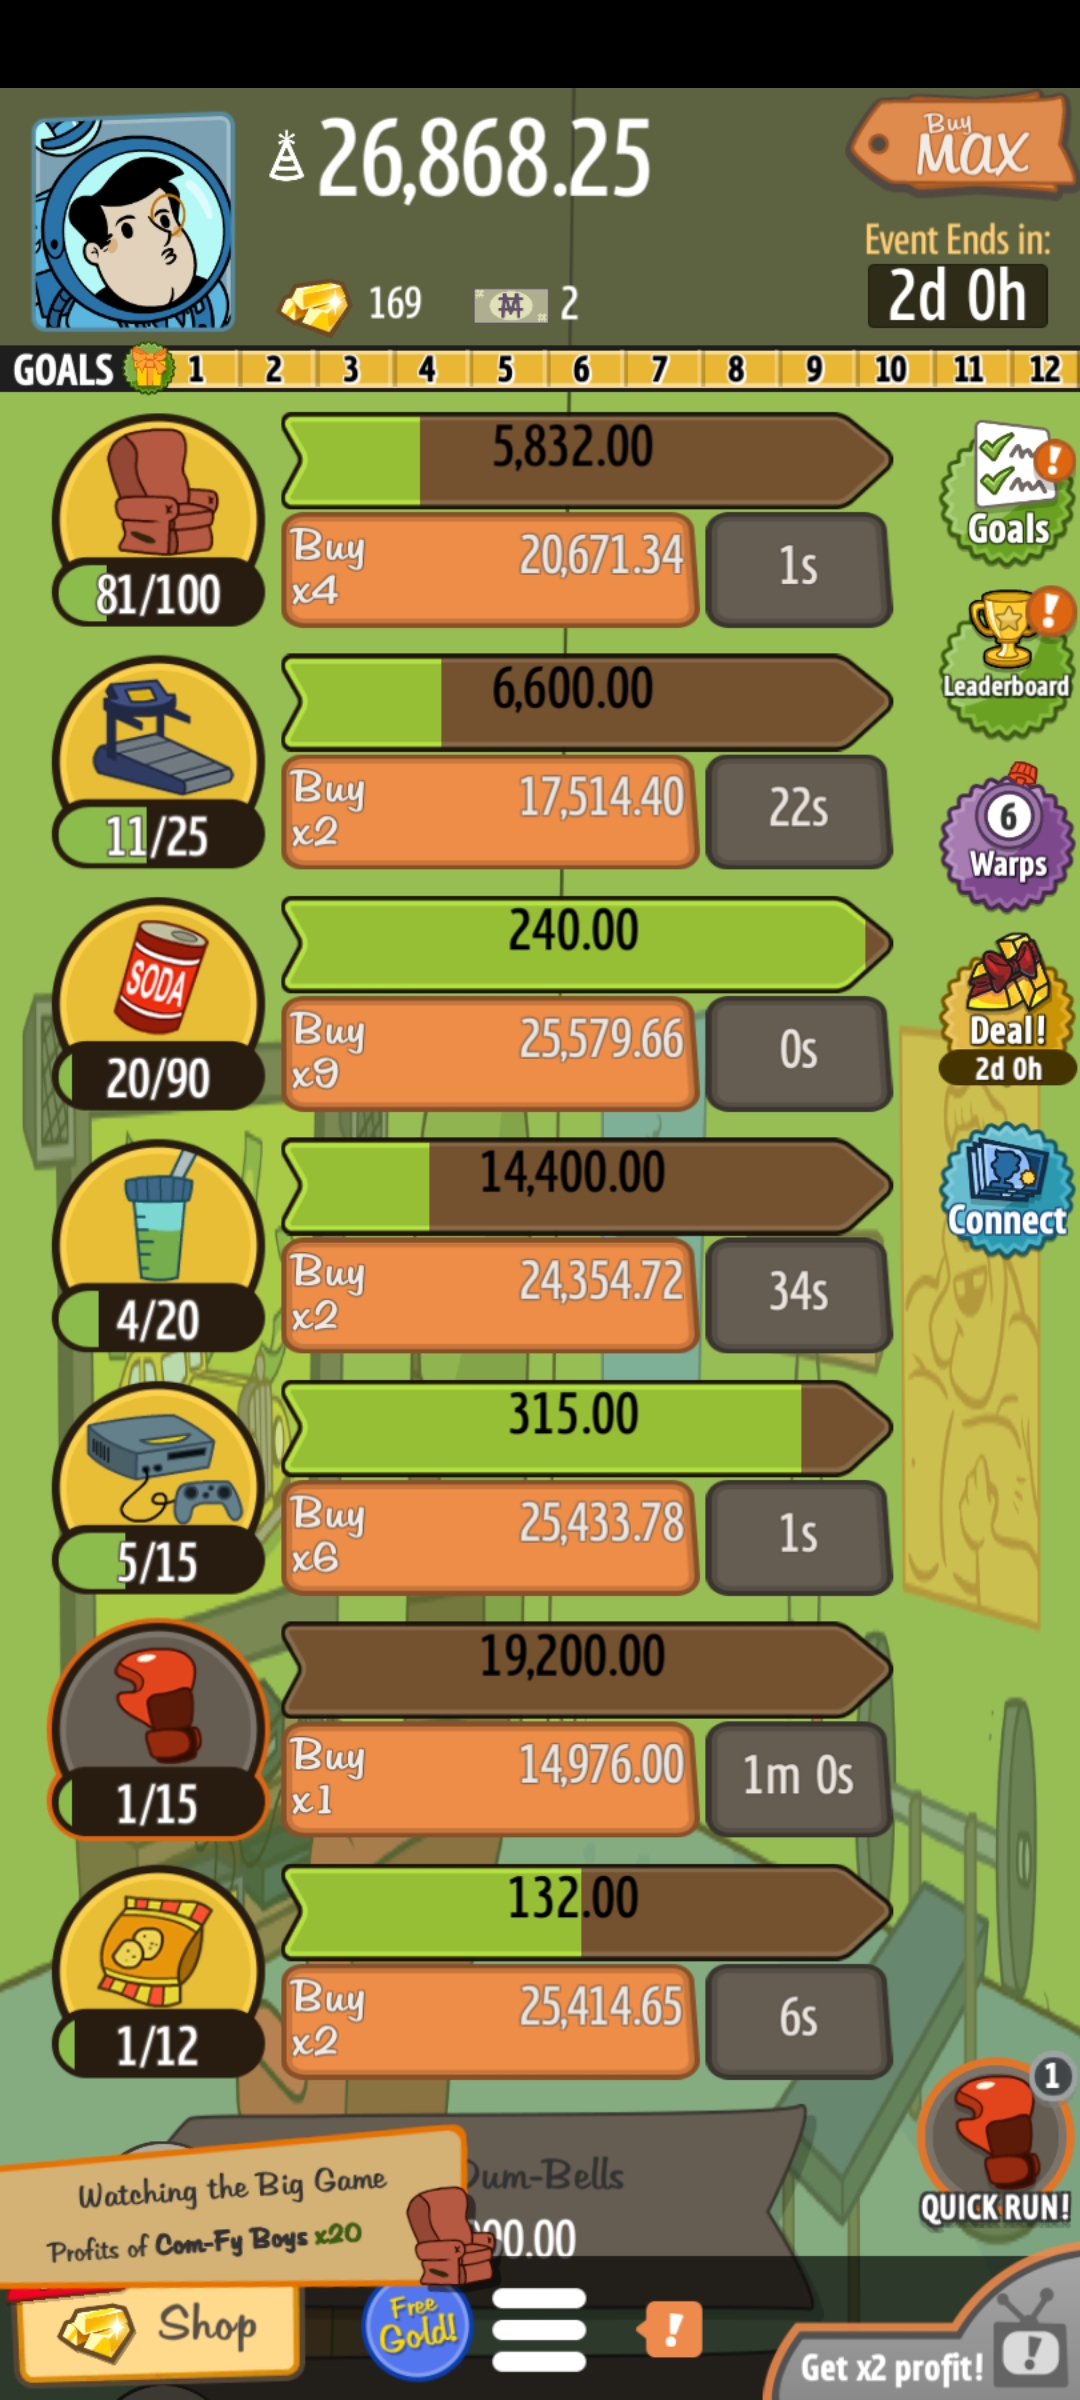 26,868.25
Buy
MAX
Event Ends in:
2d 0h
169
2
GOALS 1 2 3 4 5 6 7 8 9 10 11 12
5,832.00
Buy x4
20,671.34
1s
81/100
Goals
6,600.00
Buy x2
17,514.40
22s
11/25
Leaderboard
6
Warps
240.00
SODA
Buy x9
25,579.66
0s
20/90
Deal!
2d 0h
14,400.00
Buy x2
24,354.72
34s
4/20
Connect
315.00
Buy x6
25,433.78
1s
5/15
19,200.00
Buy x1
14,976.00
1m 0s
1/15
132.00
Buy x2
25,414.65
6s
1/12
1
QUICK RUN!
Watching the Big Game
Profits of Com-Fy Boys x20
Shop
Free
Gold!
!
Get x2 profit!